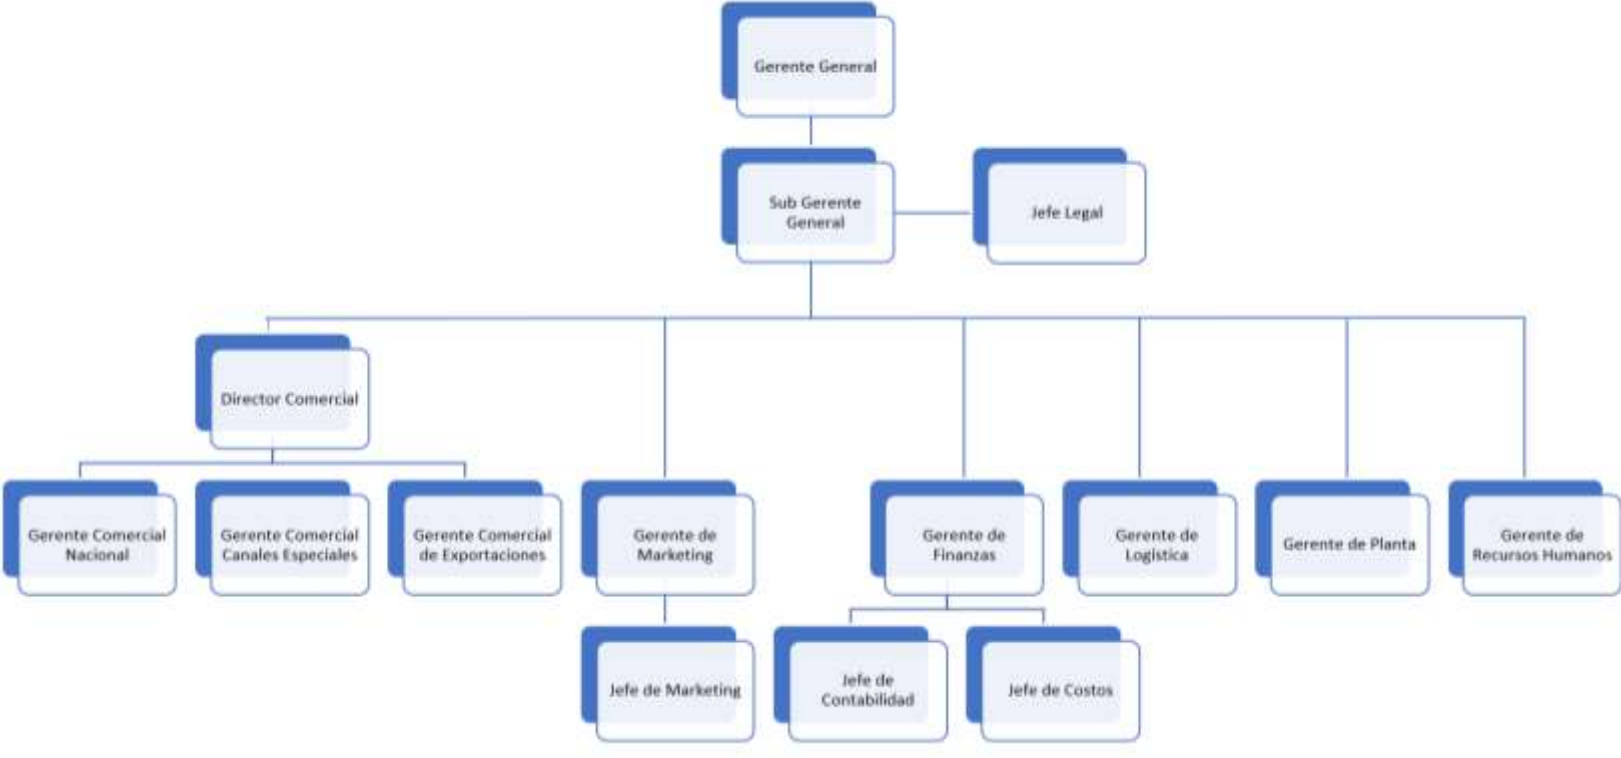 Gerente General
Sub Gerente
General
Jefe Legal
Director Comercial
Gerente Comercial
Nacional
Gerente Comercial
Canales Especiales
Gerente Comercial
de Exportaciones
Gerente de
Marketing
Gerente de
Finanzas
Gerente de
Logística
Gerente de Planta
Gerente de
Recursos Humanos
Jefe de Marketing
Jefe de
Contabilidad
Jefe de Costos